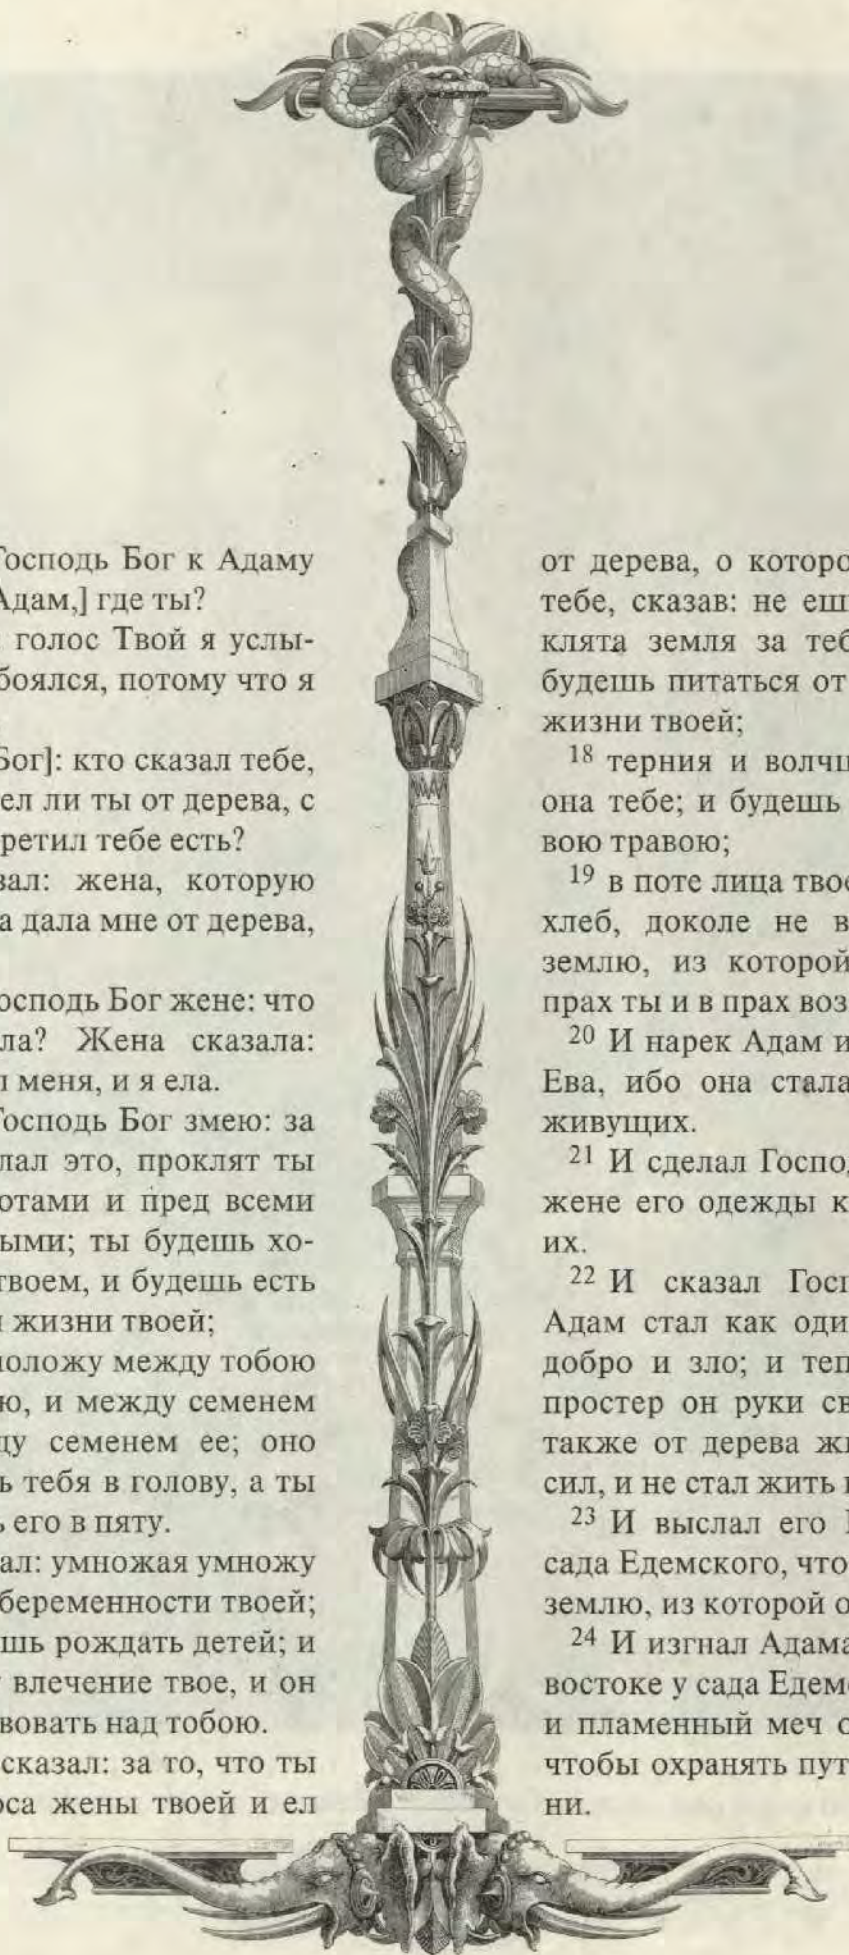 Господь Бог к Адаму
Адам,] где ты?
голос Твой я услы-
боялся, потому что я
Бог]: кто сказал тебе,
ел ли ты от дерева, с
претил тебе есть?
зал: жена, которую
дала мне от дерева,
Господь Бог жене: что
ла? Жена сказала:
меня, и я ела.
Господь Бог змею: за
лал это, проклят ты
отами и пред всеми
ыми; ты будешь хо-
твоем, и будешь есть
жизни твоей;
положу между тобою
ю, и между семенем
ду семенем ее; оно
ь тебя в голову, а ты
ь его в пяту.
ал: умножая умножу
беременности твоей;
шь рождать детей; и
влечение твое, и он
вовать над тобою.
сказал: за то, что ты
оса жены твоей и ел
от дерева, о которо
тебе, сказав: не еш
клята земля за теб
будешь питаться от
жизни твоей;
18 терния и волчц
она тебе; и будешь
вою травою;
19 в поте лица твое
хлеб, доколе не в
землю, из которой
прах ты и в прах воз
20 И нарек Адам и
Ева, ибо она стала
живущих.
21 И сделал Господ
жене его одежды к
их.
22 И сказал Госп
Адам стал как оди
добро и зло; и теп
простер он руки св
также от дерева жи
сил, и не стал жить
23 И выслал его
сада Едемского, что
землю, из которой о
24 И изгнал Адама
востоке у сада Едем
и пламенный меч о
чтобы охранять пут
ни.